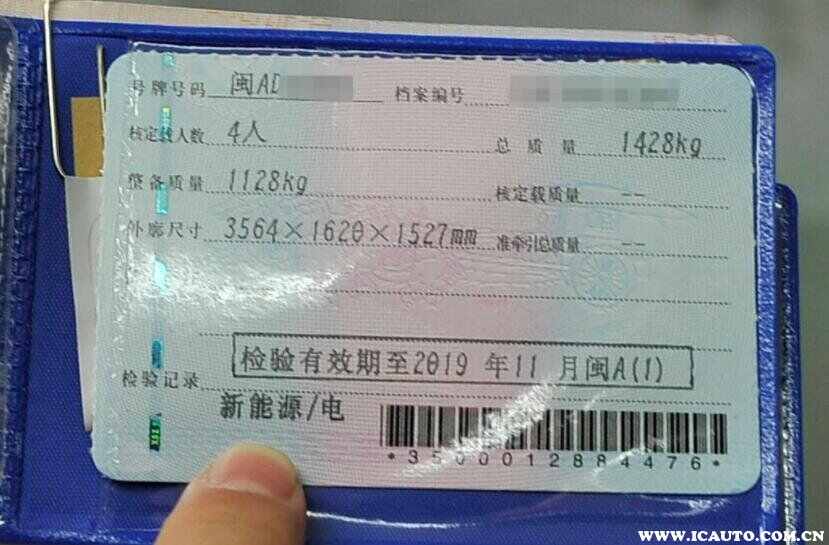 号牌号码 闽AD 档案编号
核定载人数 4人 总质量 1428kg
整备质量 1128kg 核定载质量 --
外廓尺寸 3564×1620×1527mm 准牵引总质量 --
检验有效期至2019 年11 月闽A(1)
检验记录
新能源/电
*3500012884476*
WWW.ICAUTO.COM.CN